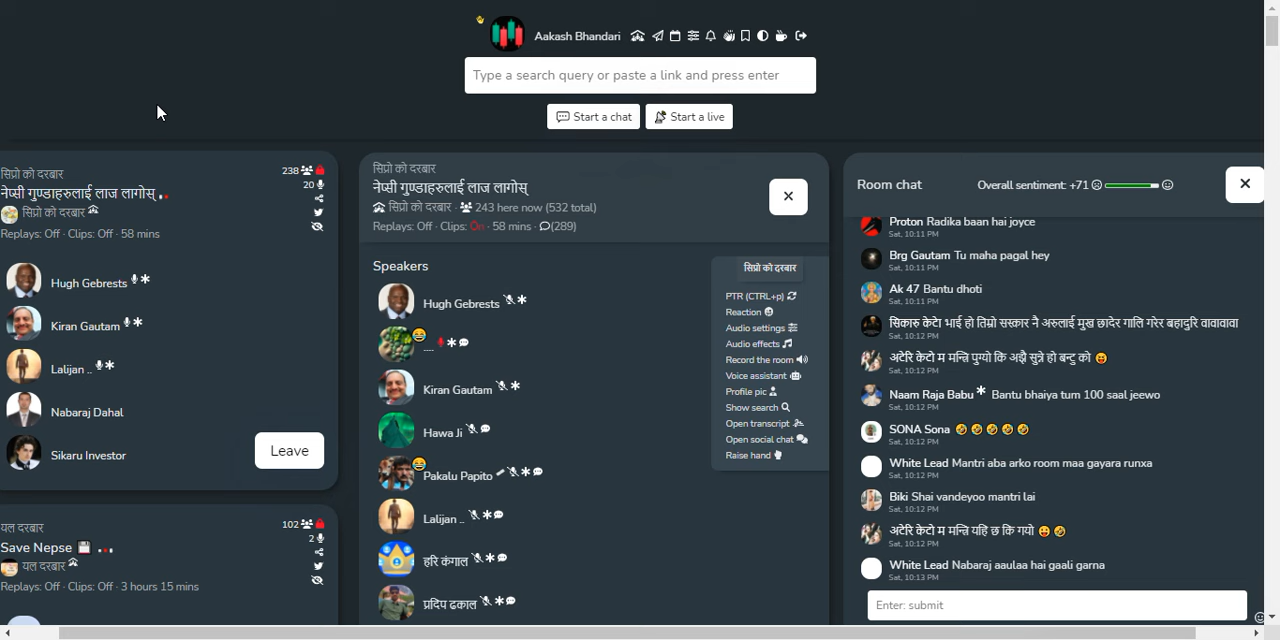 Aakash Bhandari
Type a search query or paste a link and press enter
Start a chat
Start a live
सिप्रो को दरबार
238
नेप्सी गुण्डाहरुलाई लाज लागोस्
20
सिप्रो को दरबार
Replays: Off · Clips: Off · 58 mins
Hugh Gebrests
Kiran Gautam
Lalijan ..
Nabaraj Dahal
Sikaru Investor
Leave
यल दरबार
102
Save Nepse
2
यल दरबार
Replays: Off · Clips: Off · 3 hours 15 mins
सिप्रो को दरबार
नेप्सी गुण्डाहरुलाई लाज लागोस्
सिप्रो को दरबार · 243 here now (532 total)
Replays: Off · Clips: On · 58 mins · (289)
Speakers
Hugh Gebrests
....
Kiran Gautam
Hawa Ji
Pakalu Papito
Lalijan ..
हरि कंगाल
प्रदिप ढकाल
सिप्रो को दरबार
PTR (CTRL+p)
Reaction
Audio settings
Audio effects
Record the room
Voice assistant
Profile pic
Show search
Open transcript
Open social chat
Raise hand
Room chat
Overall sentiment: +71
Proton Radika baan hai joyce
Sat, 10:11 PM
Brg Gautam Tu maha pagal hey
Sat, 10:11 PM
Ak 47 Bantu dhoti
Sat, 10:11 PM
सिकारु केटो भाई हो तिम्रो सस्कार नै अरुलाई मुख छादेर गालि गरेर बहादुरि वावावावा
Sat, 10:12 PM
अटेरि केटो म मन्त्रि पुग्यो कि अझै सुत्ने हो बन्टु को 😝
Sat, 10:12 PM
Naam Raja Babu * Bantu bhaiya tum 100 saal jeewo
Sat, 10:12 PM
SONA Sona 🤣🤣🤣🤣🤣
Sat, 10:12 PM
White Lead Mantri aba arko room maa gayara runxa
Sat, 10:12 PM
Biki Shai vandeyoo mantri lai
Sat, 10:12 PM
अटेरि केटो म मन्त्रि यहि छ कि गयो 😝🤣
Sat, 10:12 PM
White Lead Nabaraj aaulaa hai gaali garna
Sat, 10:13 PM
Enter: submit